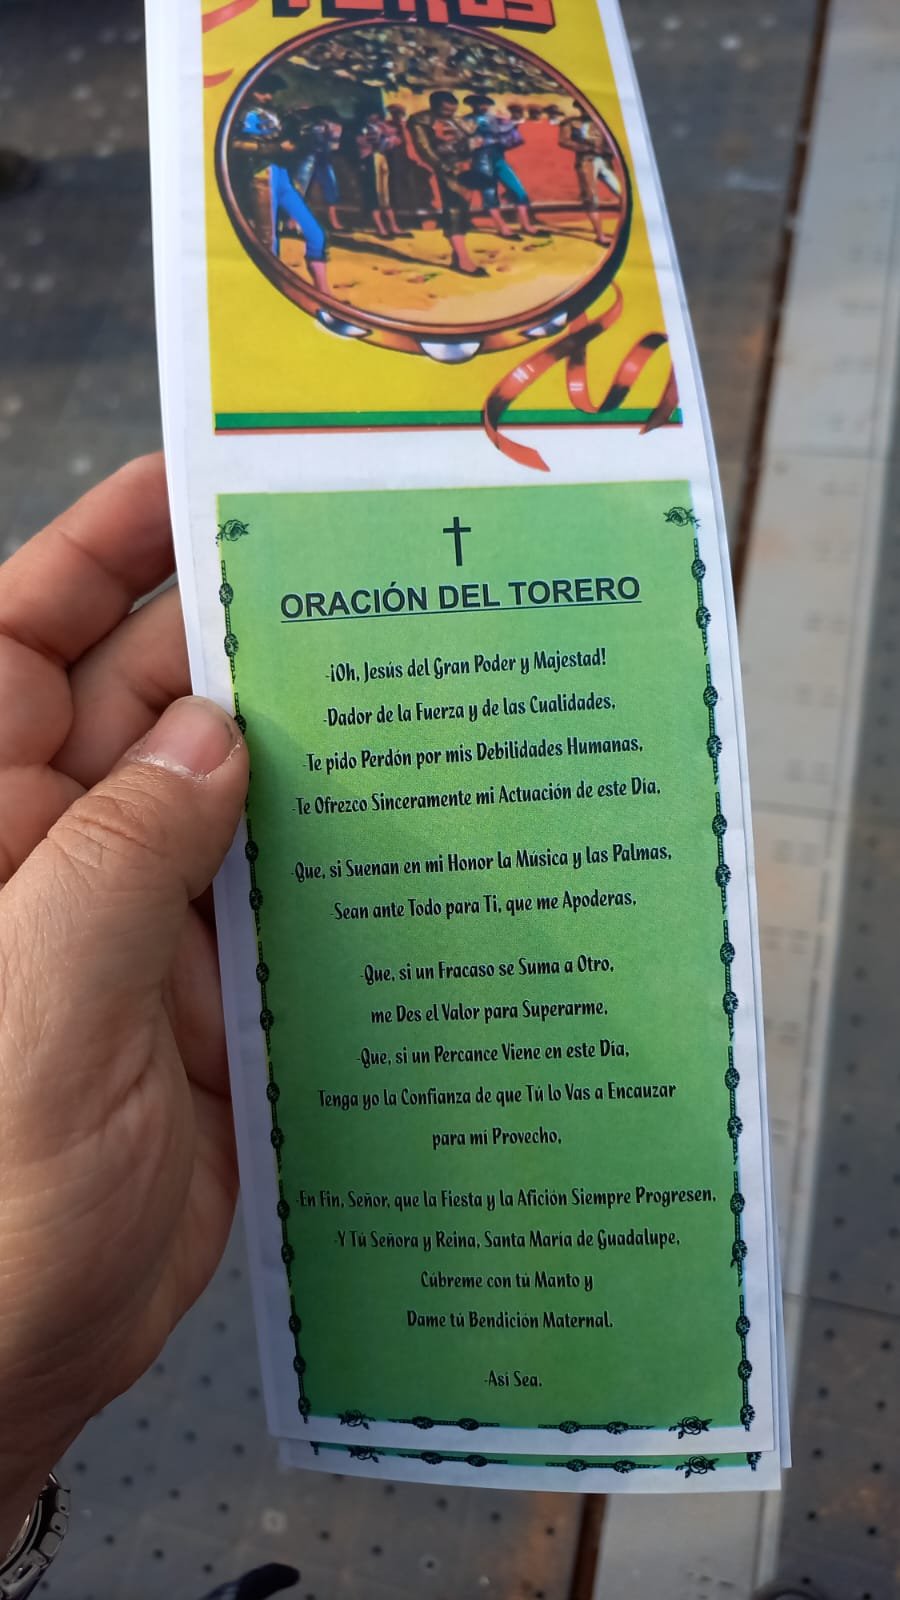 ORACIÓN DEL TORERO
-¡Oh, Jesús del Gran Poder y Majestad!
-Dador de la Fuerza y de las Cualidades,
-Te pido Perdón por mis Debilidades Humanas,
-Te Ofrezco Sinceramente mi Actuación de este Día,
-Que, si Suenan en mi Honor la Música y las Palmas,
-Sean ante Todo para Ti, que me Apoderas,
-Que, si un Fracaso se Suma a Otro,
me Des el Valor para Superarme,
-Que, si un Percance Viene en este Día,
Tenga yo la Confianza de que Tú lo Vas a Encauzar
para mi Provecho,
-En Fin, Señor, que la Fiesta y la Afición Siempre Progresen,
-Y Tú Señora y Reina, Santa María de Guadalupe,
Cúbreme con tú Manto y
Dame tú Bendición Maternal.
-Así Sea.